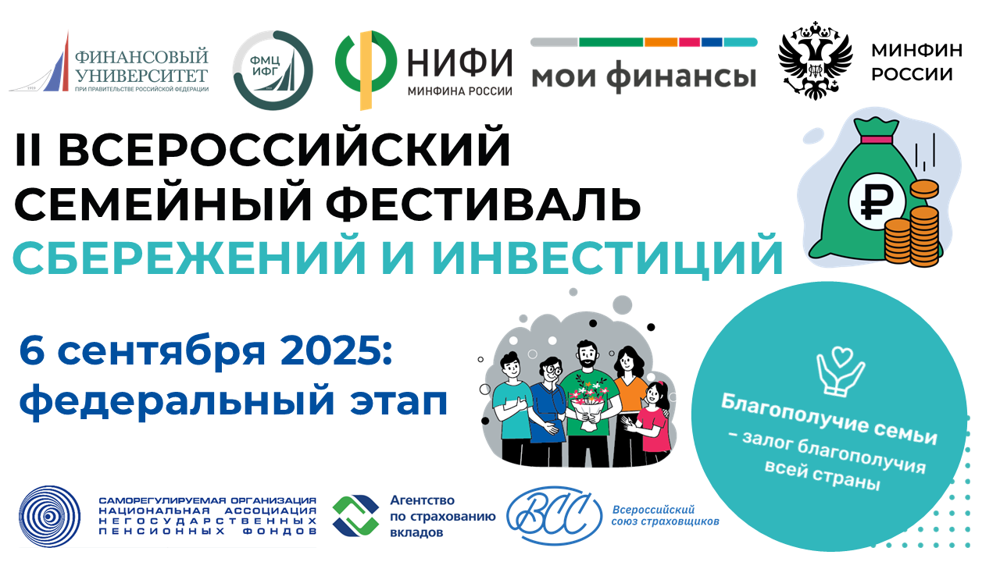 ФИНАНСОВЫЙ
УНИВЕРСИТЕТ
ПРИ ПРАВИТЕЛЬСТВЕ РОССИЙСКОЙ ФЕДЕРАЦИИ
1919
ФМЦ
ИФГ
НИФИ
МИНФИНА РОССИИ
мои финансы
МИНФИН
РОССИИ
II ВСЕРОССИЙСКИЙ
СЕМЕЙНЫЙ ФЕСТИВАЛЬ
СБЕРЕЖЕНИЙ И ИНВЕСТИЦИЙ
₽
6 сентября 2025:
федеральный этап
Благополучие семьи
– залог благополучия
всей страны
САМОРЕГУЛИРУЕМАЯ ОРГАНИЗАЦИЯ
НАЦИОНАЛЬНАЯ АССОЦИАЦИЯ
НЕГОСУДАРСТВЕННЫХ
ПЕНСИОННЫХ ФОНДОВ
Агентство
по страхованию
вкладов
ВСС
Всероссийский
союз страховщиков